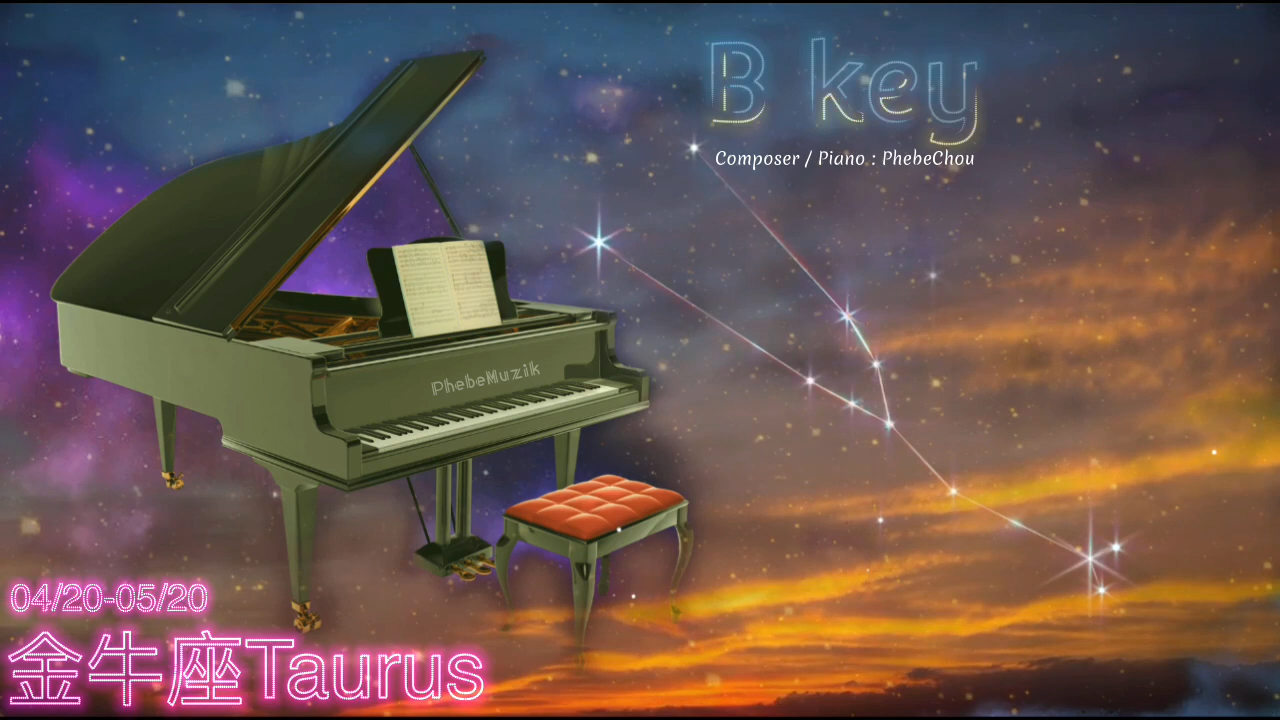 B key
Composer / Piano : PhebeChou
PhebeMuzik
04/20-05/20
金牛座Taurus